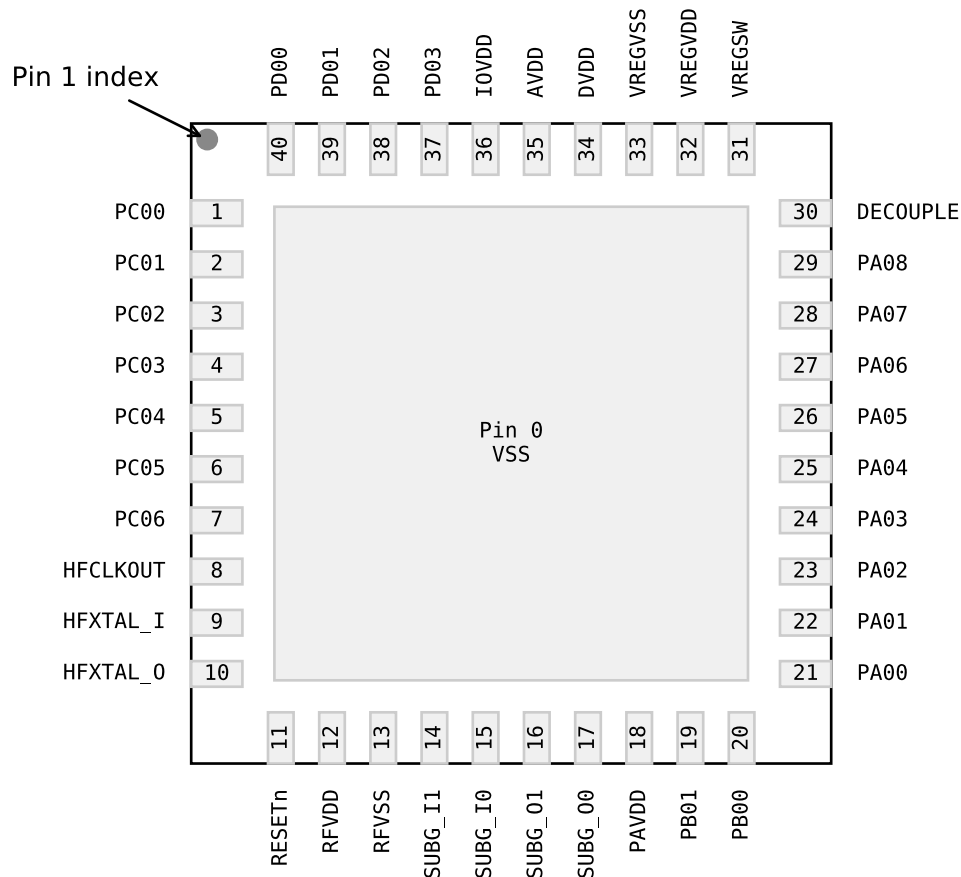 Pin 1 index
PD00
PD01
PD02
PD03
IOVDD
AVDD
DVDD
VREGVSS
VREGVDD
VREGSW
40
39
38
37
36
35
34
33
32
31
PC00 1
30 DECOUPLE
PC01 2
29 PA08
PC02 3
28 PA07
PC03 4
27 PA06
PC04 5
26 PA05
PC05 6
25 PA04
PC06 7
24 PA03
HFCLKOUT 8
23 PA02
HFXTAL_I 9
22 PA01
HFXTAL_O 10
21 PA00
Pin 0
VSS
11
12
13
14
15
16
17
18
19
20
RESETn
RFVDD
RFVSS
SUBG_I1
SUBG_I0
SUBG_O1
SUBG_O0
PAVDD
PB01
PB00